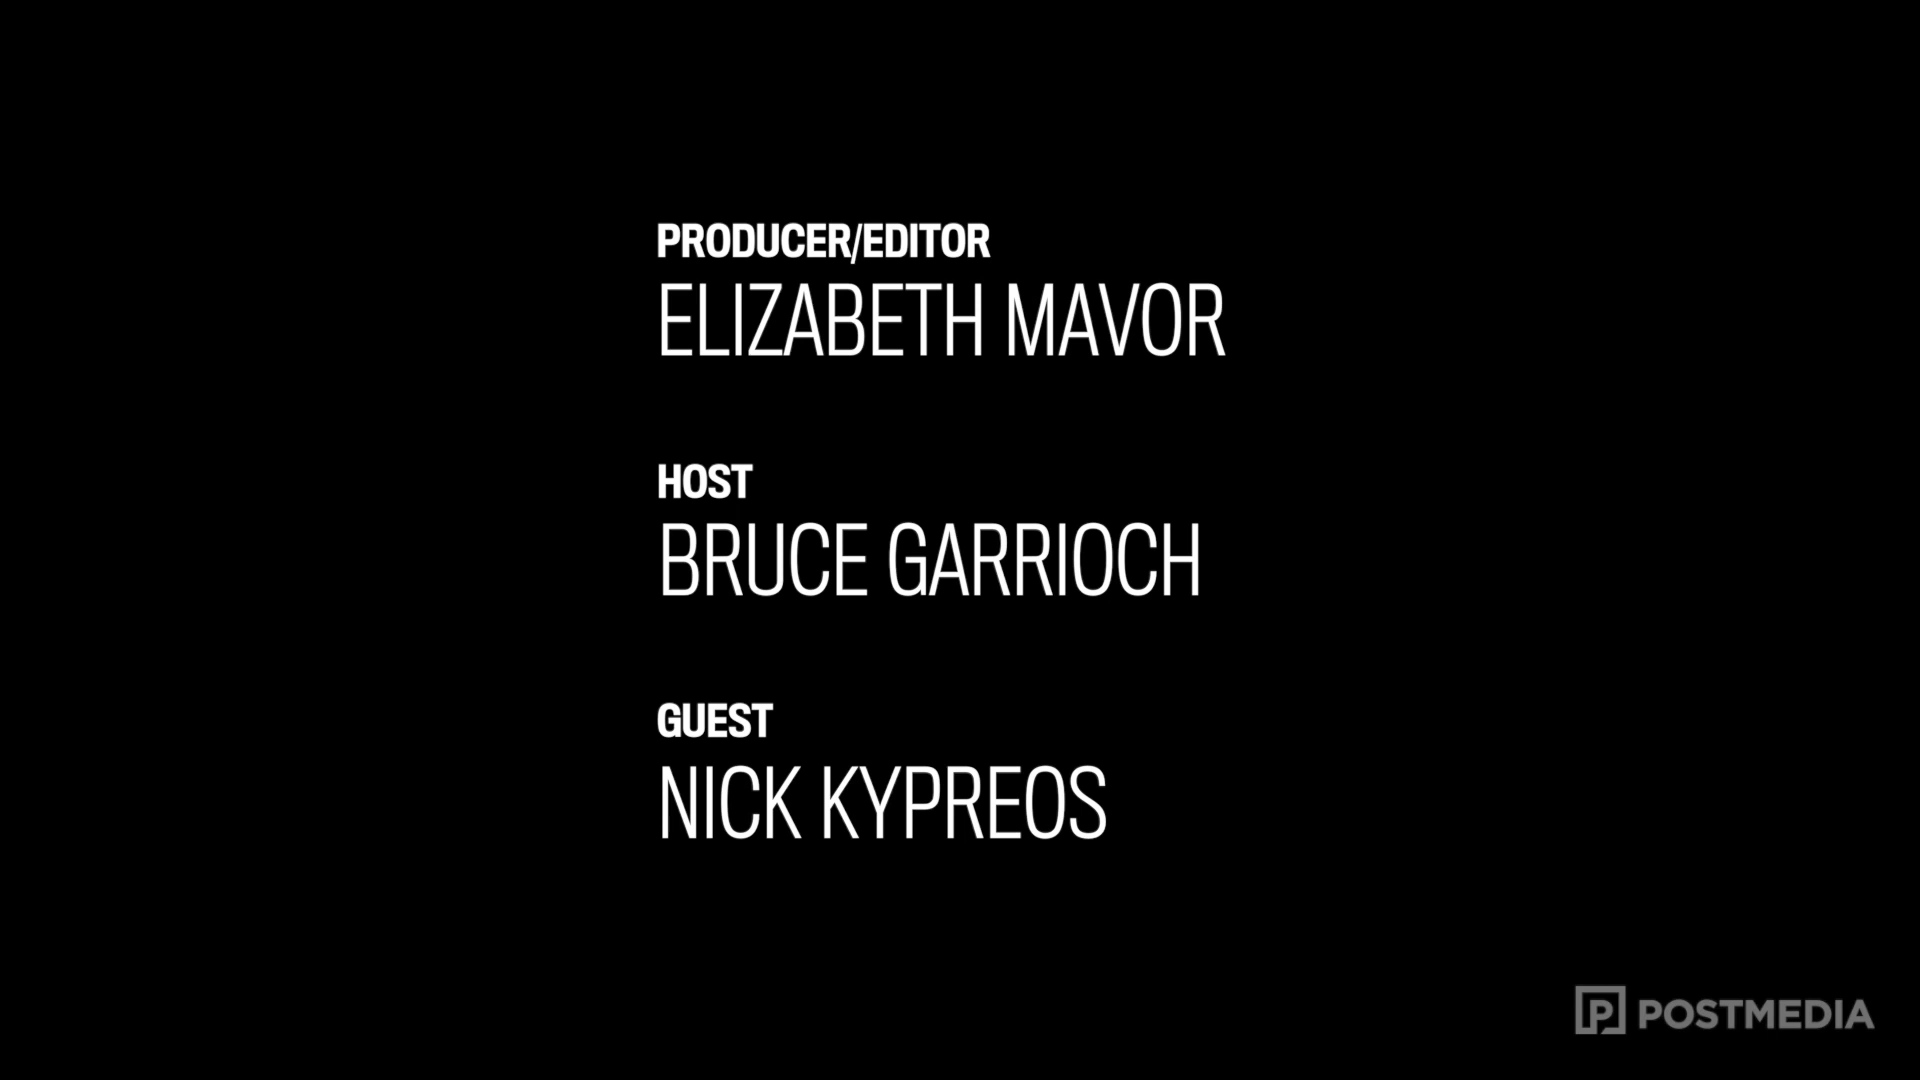 PRODUCER/EDITOR
ELIZABETH MAVOR
HOST
BRUCE GARRIOCH
GUEST
NICK KYPREOS
P POSTMEDIA